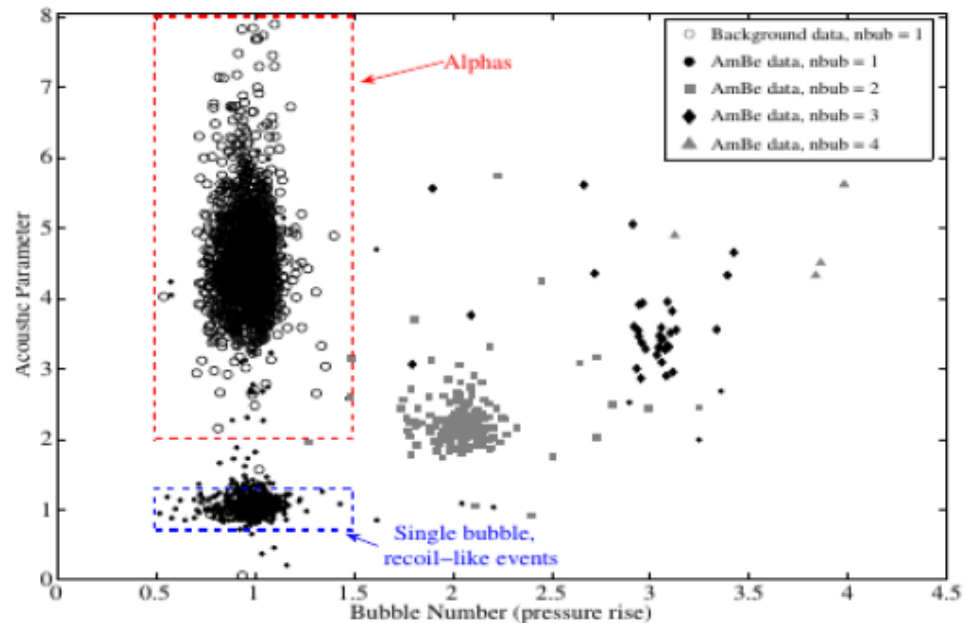 8
7
6
5
4
3
2
1
0
Acoustic Parameter
Background data, nbub = 1
AmBe data, nbub = 1
AmBe data, nbub = 2
AmBe data, nbub = 3
AmBe data, nbub = 4
Alphas
Single bubble,
recoil-like events
0 0.5 1 1.5 2 2.5 3 3.5 4 4.5
Bubble Number (pressure rise)